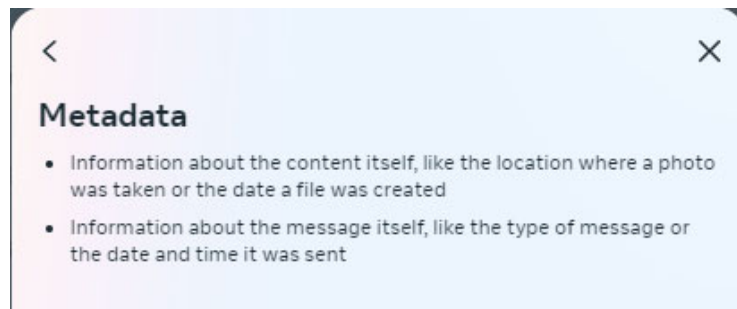 Metadata
• Information about the content itself, like the location where a photo
was taken or the date a file was created
• Information about the message itself, like the type of message or
the date and time it was sent